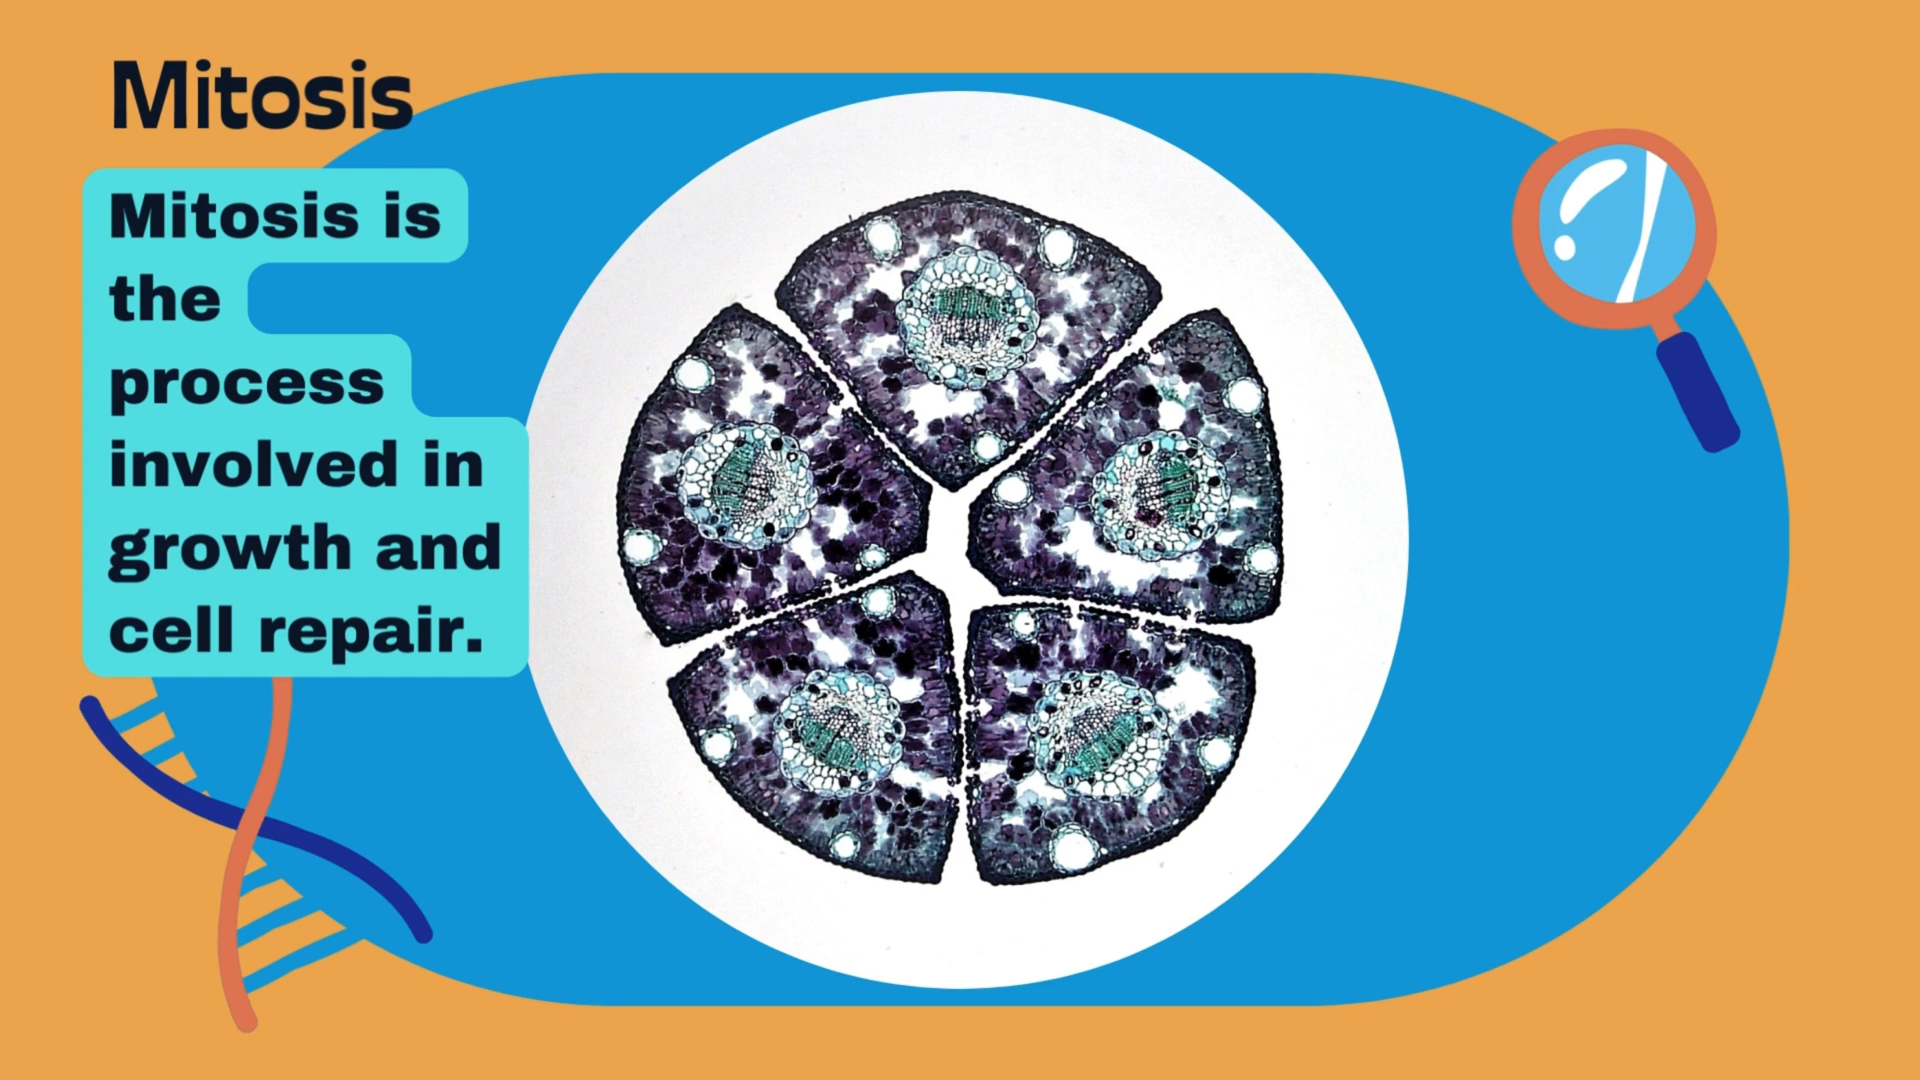 Mitosis
Mitosis is
the
process
involved in
growth and
cell repair.